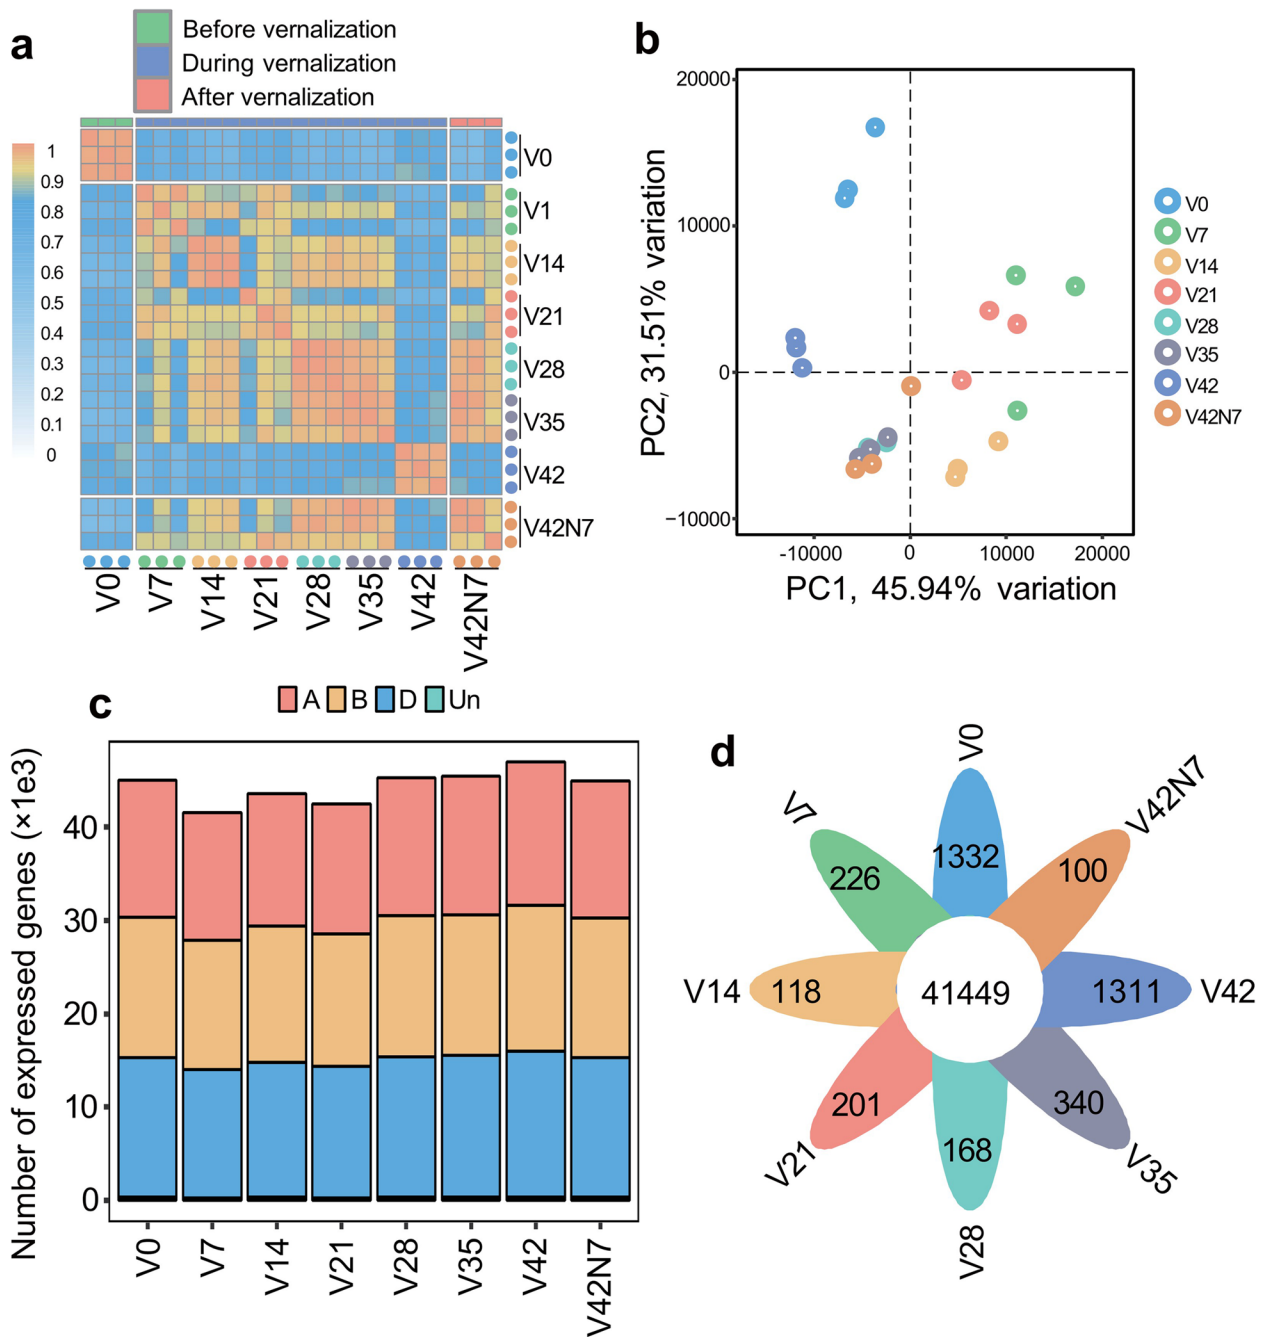 a
Before vernalization
During vernalization
After vernalization
1
0.9
0.8
0.7
0.6
0.5
0.4
0.3
0.2
0.1
0
V0
V1
V14
V21
V28
V35
V42
V42N7
V0
V7
V14
V21
V28
V35
V42
V42N7
b
PC2, 31.51% variation
20000
10000
0
−10000
-10000
0
10000
20000
PC1, 45.94% variation
V0
V7
V14
V21
V28
V35
V42
V42N7
c
A
B
D
Un
Number of expressed genes (×1e3)
40
30
20
10
0
V0
V7
V14
V21
V28
V35
V42
V42N7
d
V0
V42N7
V7
1332
226
100
V14
118
41449
1311
V42
201
340
168
V21
V35
V28